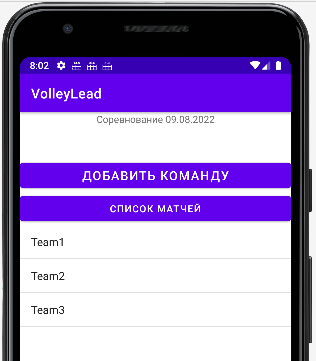 8:02
VolleyLead
Соревнование 09.08.2022
ДОБАВИТЬ КОМАНДУ
СПИСОК МАТЧЕЙ
Team1
Team2
Team3